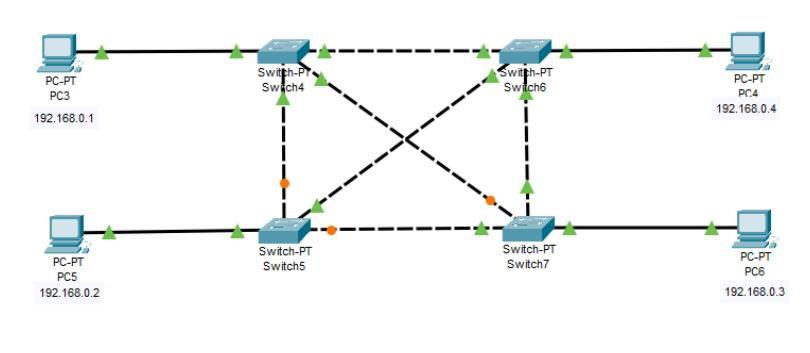 PC-PT
PC3
192.168.0.1
Switch-PT
Switch4
Switch-PT
Switch6
PC-PT
PC4
192.168.0.4
PC-PT
PC5
192.168.0.2
Switch-PT
Switch5
Switch-PT
Switch7
PC-PT
PC6
192.168.0.3